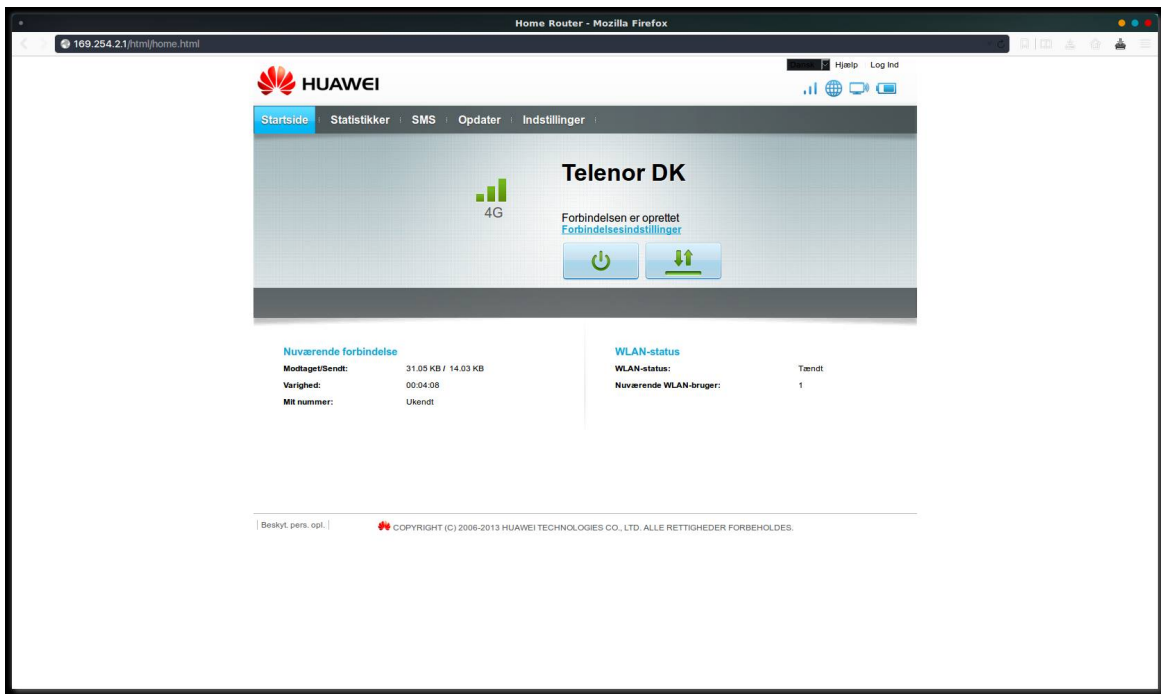 Home Router - Mozilla Firefox
169.254.2.1/html/home.html
Hjælp Log Ind
HUAWEI
Startside Statistikker SMS Opdater Indstillinger
Telenor DK
4G
Forbindelsen er oprettet
Forbindelsesindstillinger
Nuværende forbindelse
Modtaget/Sendt: 31.05 KB / 14.03 KB
Varighed: 00:04:08
Mit nummer: Ukendt
WLAN-status
WLAN-status: Tændt
Nuværende WLAN-bruger: 1
Beskyt. pers. opl.
COPYRIGHT (C) 2006-2013 HUAWEI TECHNOLOGIES CO., LTD. ALLE RETTIGHEDER FORBEHOLDES.